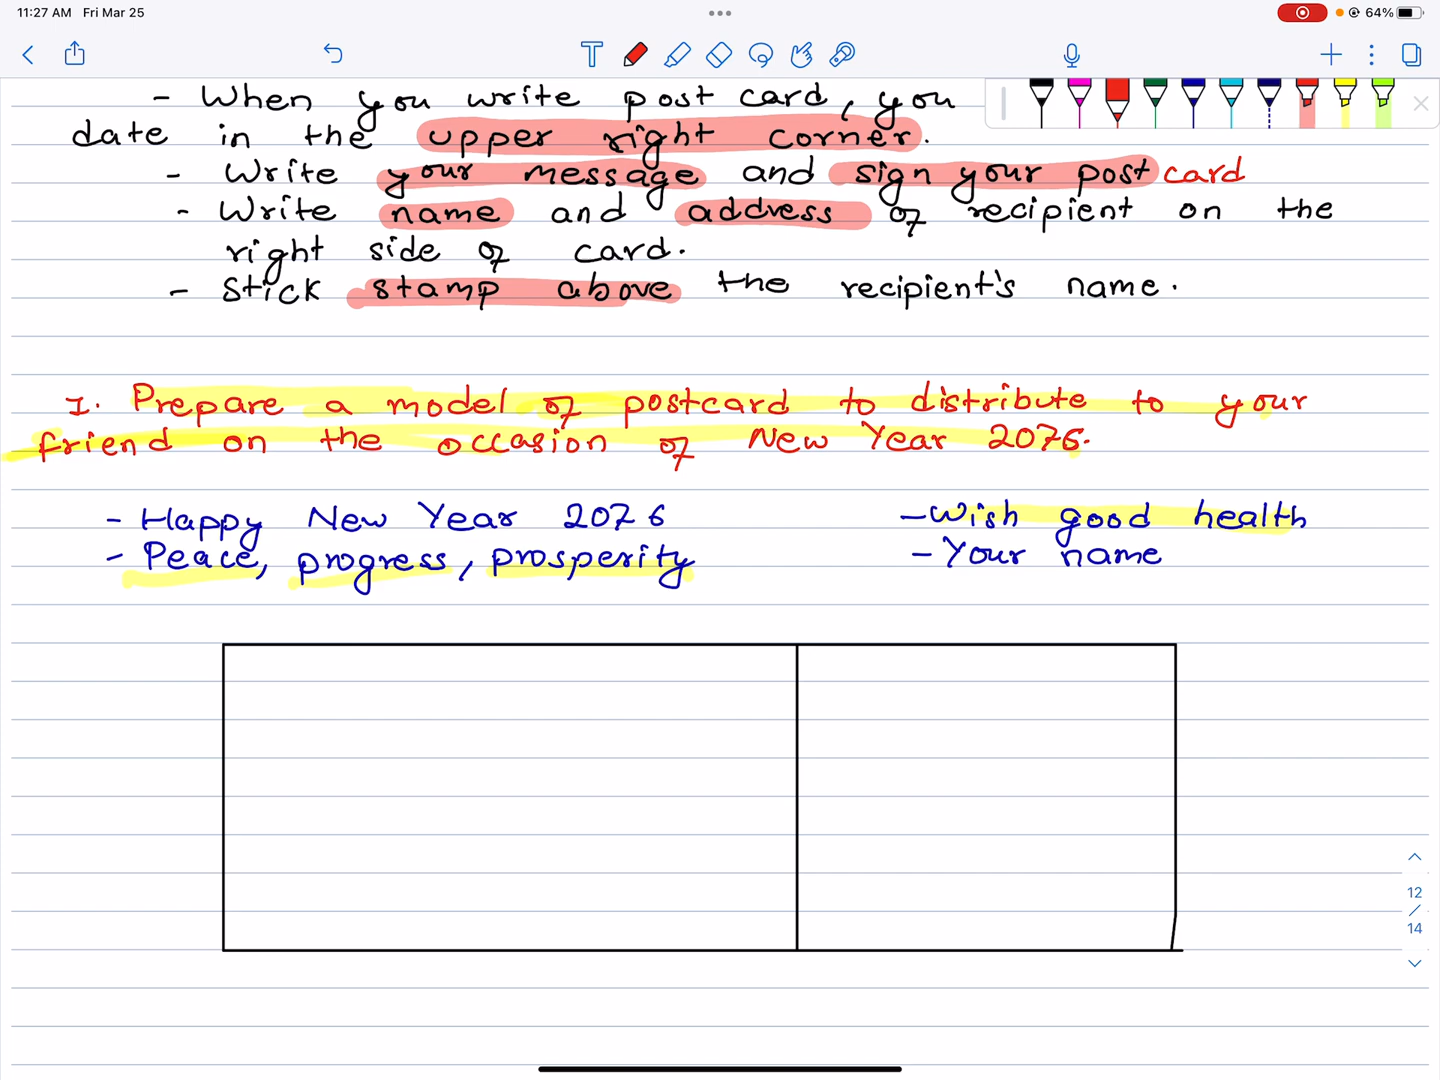 11:27 AM Fri Mar 25
64%
- When you write post card, you
date in the upper right corner.
- Write your message and sign your post card
- Write name and address of recipient on the
right side of card.
- Stick stamp above the recipient's name.
1. Prepare a model of postcard to distribute to your
friend on the occasion of New Year 2076.
- Happy New Year 2076
- Wish good health
- Peace, progress, prosperity
- Your name
12
/
14